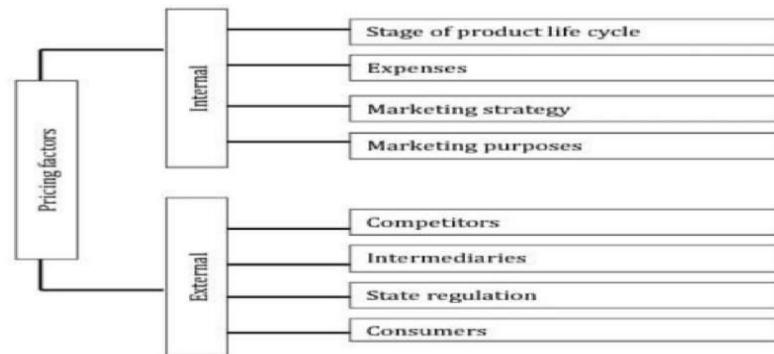 Pricing factors
Internal
Stage of product life cycle
Expenses
Marketing strategy
Marketing purposes
External
Competitors
Intermediaries
State regulation
Consumers